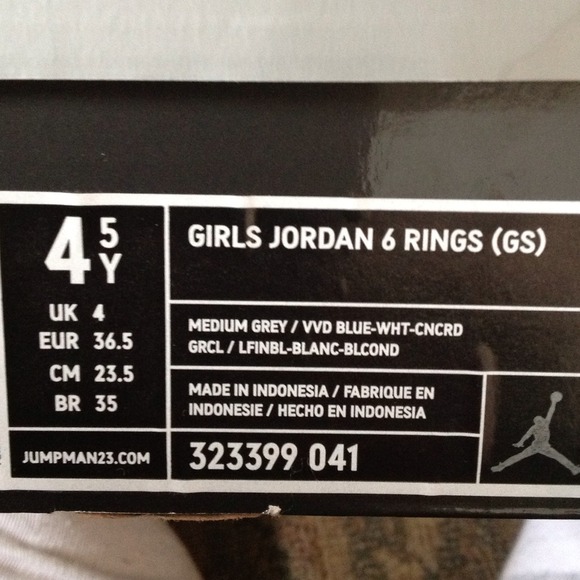 4 5 Y
UK 4
EUR 36.5
CM 23.5
BR 35
JUMPMAN23.COM
GIRLS JORDAN 6 RINGS (GS)
MEDIUM GREY / VVD BLUE-WHT-CNCRD
GRCL / LFINBL-BLANC-BLCOND
MADE IN INDONESIA / FABRIQUE EN
INDONESIE / HECHO EN INDONESIA
323399 041